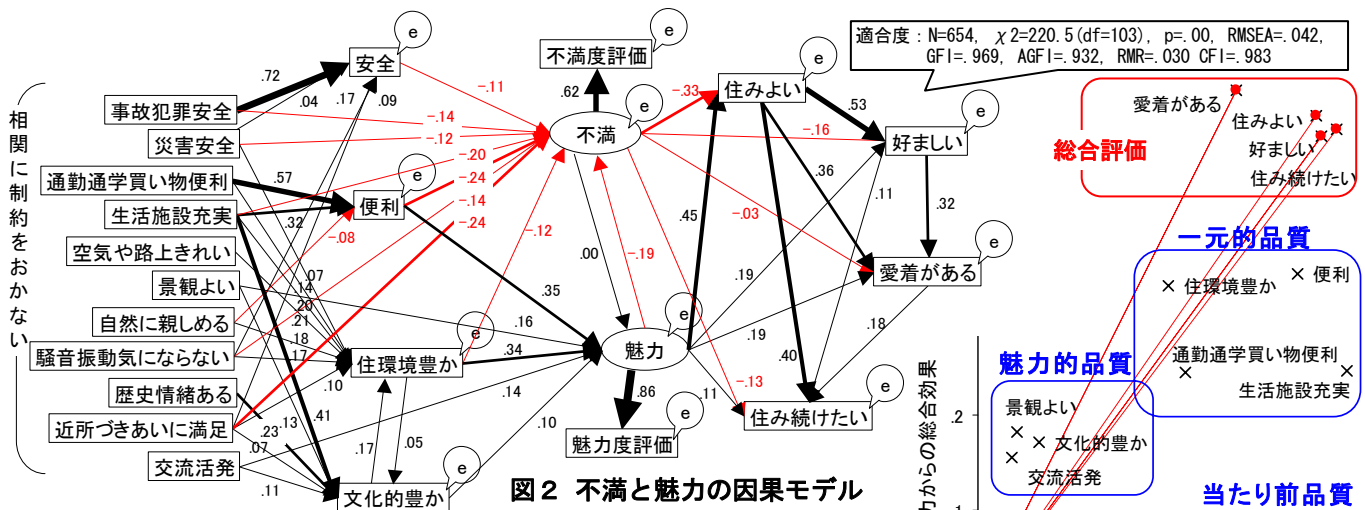 適合度：N=654, χ2=220.5(df=103), p=.00, RMSEA=.042,
GFI=.969, AGFI=.932, RMR=.030 CFI=.983
相関に制約をおかない
事故犯罪安全
災害安全
通勤通学買い物便利
生活施設充実
空気や路上きれい
景観よい
自然に親しめる
騒音振動気にならない
歴史情緒ある
近所づきあいに満足
交流活発
安全
e
便利
e
住環境豊か
e
文化的豊か
e
不満度評価
e
不満
e
魅力
e
魅力度評価
e
住みよい
e
好ましい
e
愛着がある
e
住み続けたい
e
.72
.04
.17
.09
-.11
-.14
-.12
-.20
-.24
-.14
-.24
.57
.32
-.08
.07
.14
.20
.21
.18
.17
.10
.41
.23
.13
.07
.11
.17
.05
.34
.35
.16
.14
.10
-.12
.62
.00
-.19
.86
-.33
-.16
-.03
-.13
.45
.19
.19
.11
.53
.36
.11
.32
.40
.18
図２ 不満と魅力の因果モデル
愛着がある
住みよい
総合評価
好ましい
住み続けたい
一元的品質
便利
住環境豊か
通勤通学買い物便利
生活施設充実
魅力的品質
景観よい
文化的豊か
交流活発
当たり前品質
力からの総合効果
.2
.1